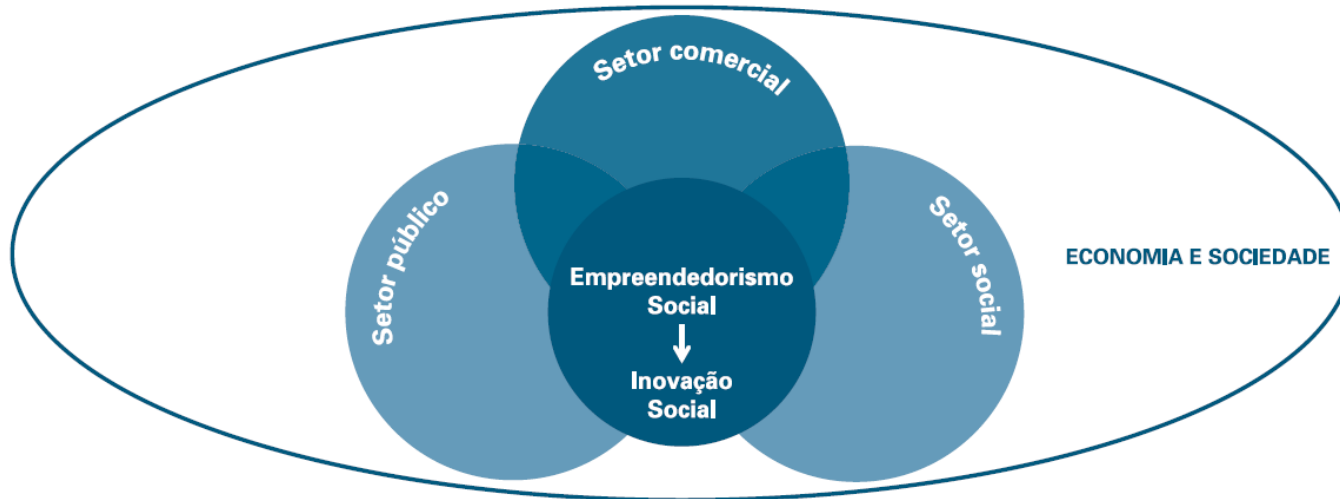 Setor comercial
Setor público
Setor social
ECONOMIA E SOCIEDADE
Empreendedorismo
Social
Inovação
Social